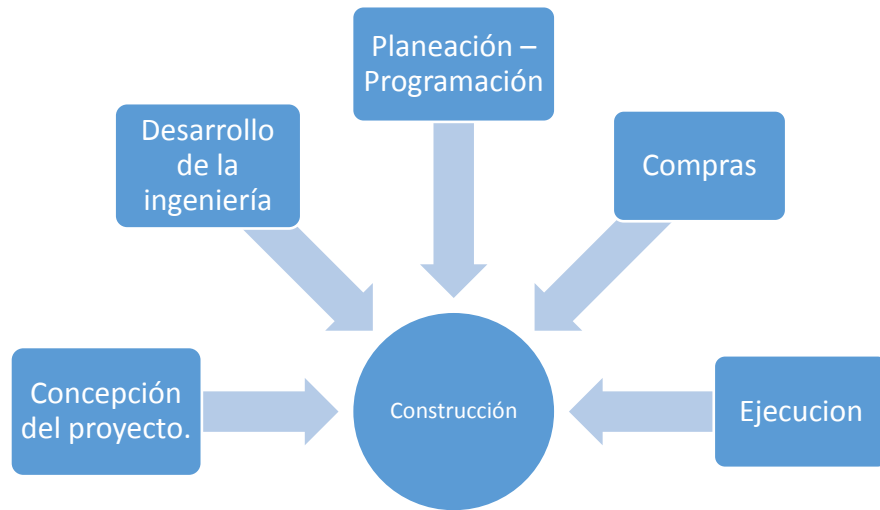 Planeación –
Programación
Desarrollo
de la
ingeniería
Compras
Concepción
del proyecto.
Construcción
Ejecucion